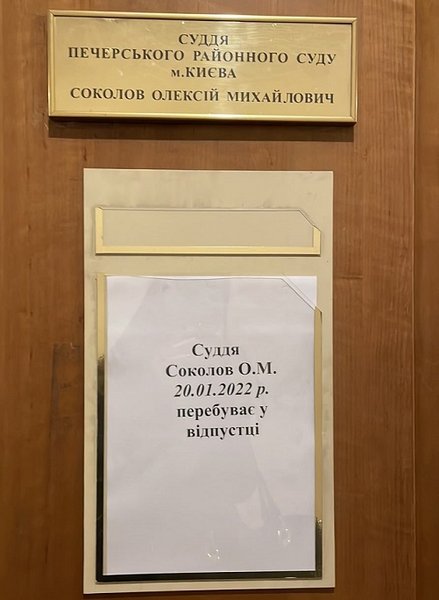 СУДДЯ
ПЕЧЕРСЬКОГО РАЙОННОГО СУДУ
м.КИЄВА
СОКОЛОВ ОЛЕКСІЙ МИХАЙЛОВИЧ
Суддя
Соколов О.М.
20.01.2022 р.
перебуває у
відпустці